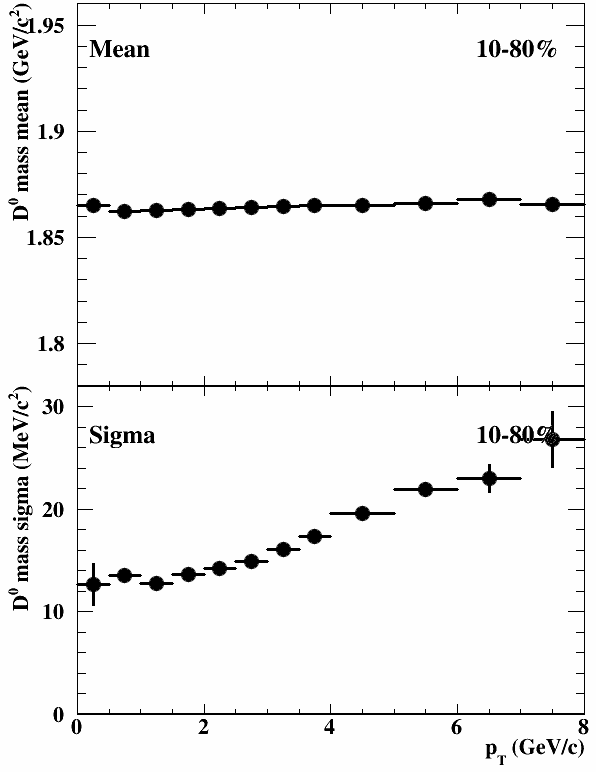 D⁰ mass mean (GeV/c²)
1.95
1.9
1.85
1.8
Mean
10-80%
D⁰ mass sigma (MeV/c²)
30
20
10
0
Sigma
10-80%
0 2 4 6 8
p_T (GeV/c)